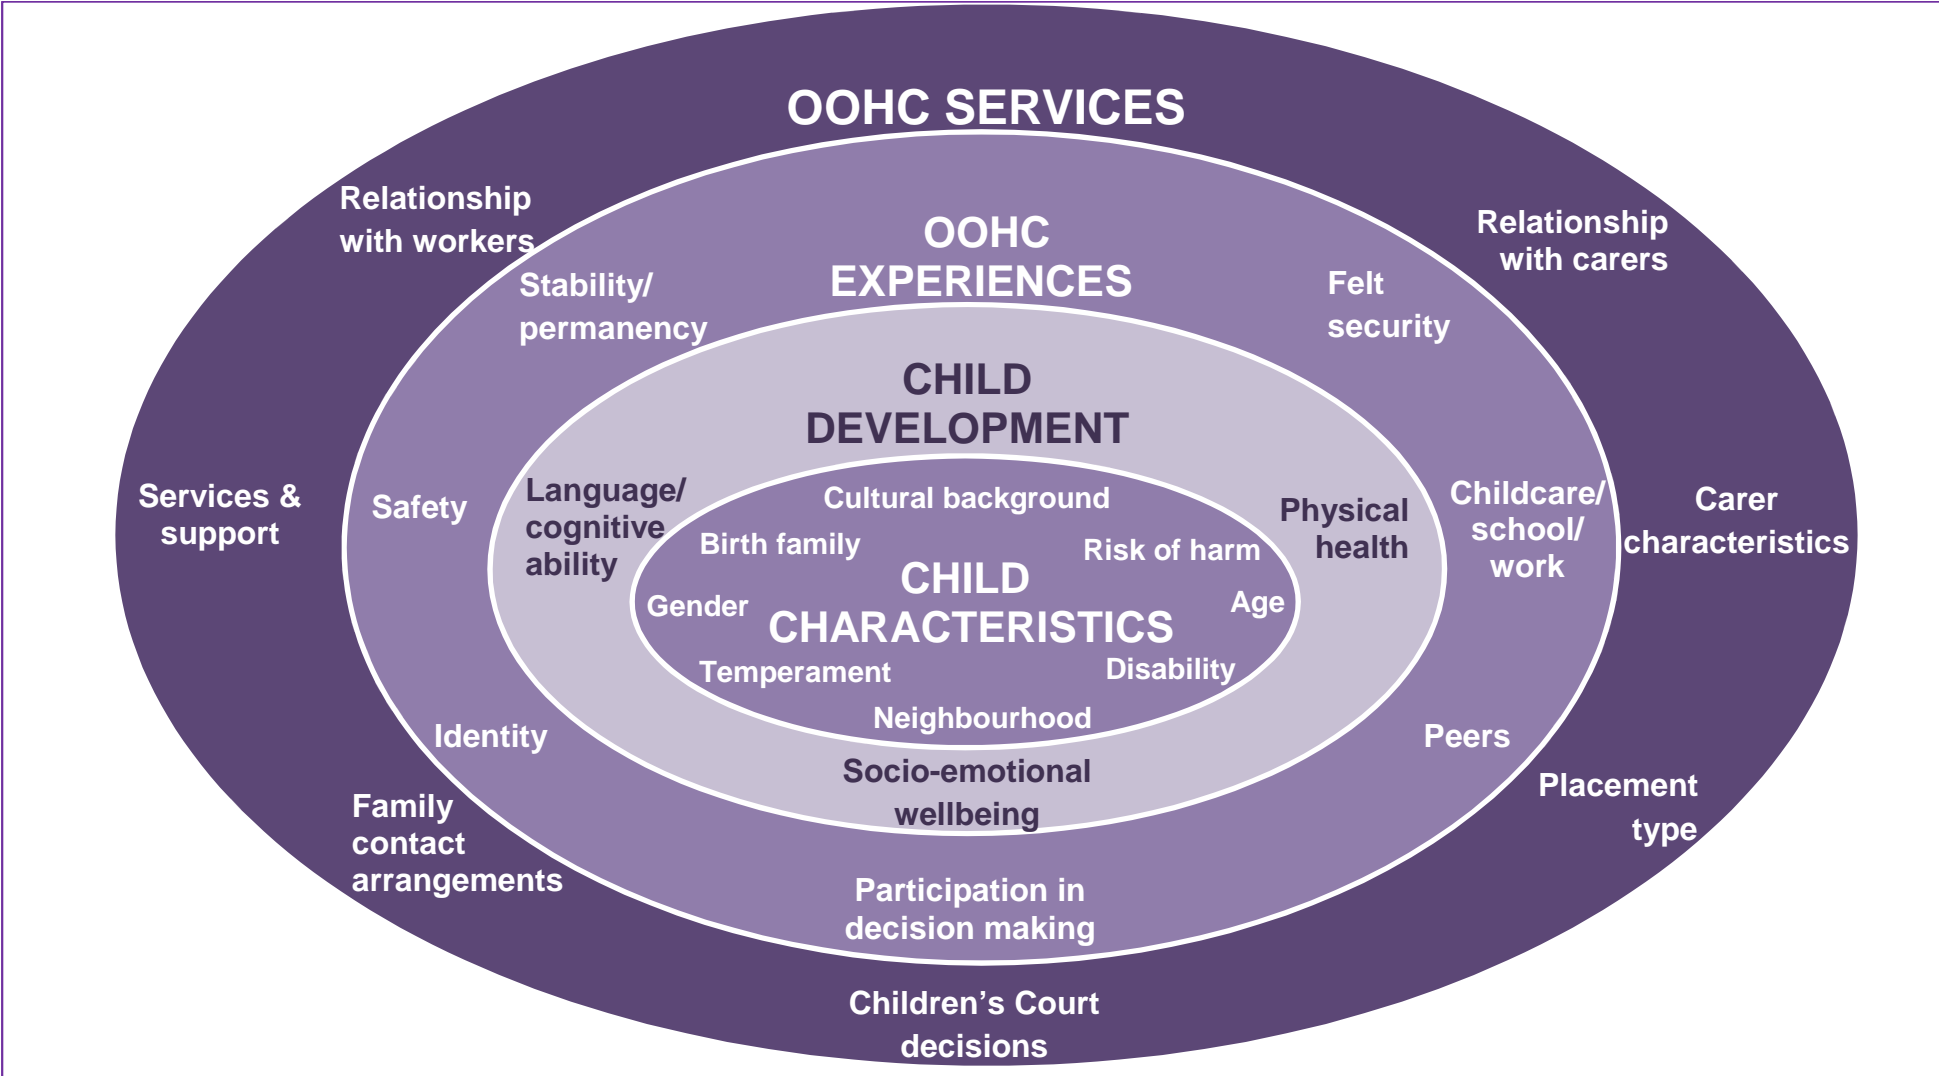 OOHC SERVICES
Relationship
with workers
Relationship
with carers
OOHC
EXPERIENCES
Stability/
permanency
Felt
security
CHILD
DEVELOPMENT
Services &
support
Safety
Language/
cognitive
ability
Cultural background
Birth family
Risk of harm
CHILD
CHARACTERISTICS
Gender
Age
Temperament
Disability
Neighbourhood
Physical
health
Childcare/
school/
work
Carer
characteristics
Identity
Peers
Socio-emotional
wellbeing
Family
contact
arrangements
Placement
type
Participation in
decision making
Children’s Court
decisions